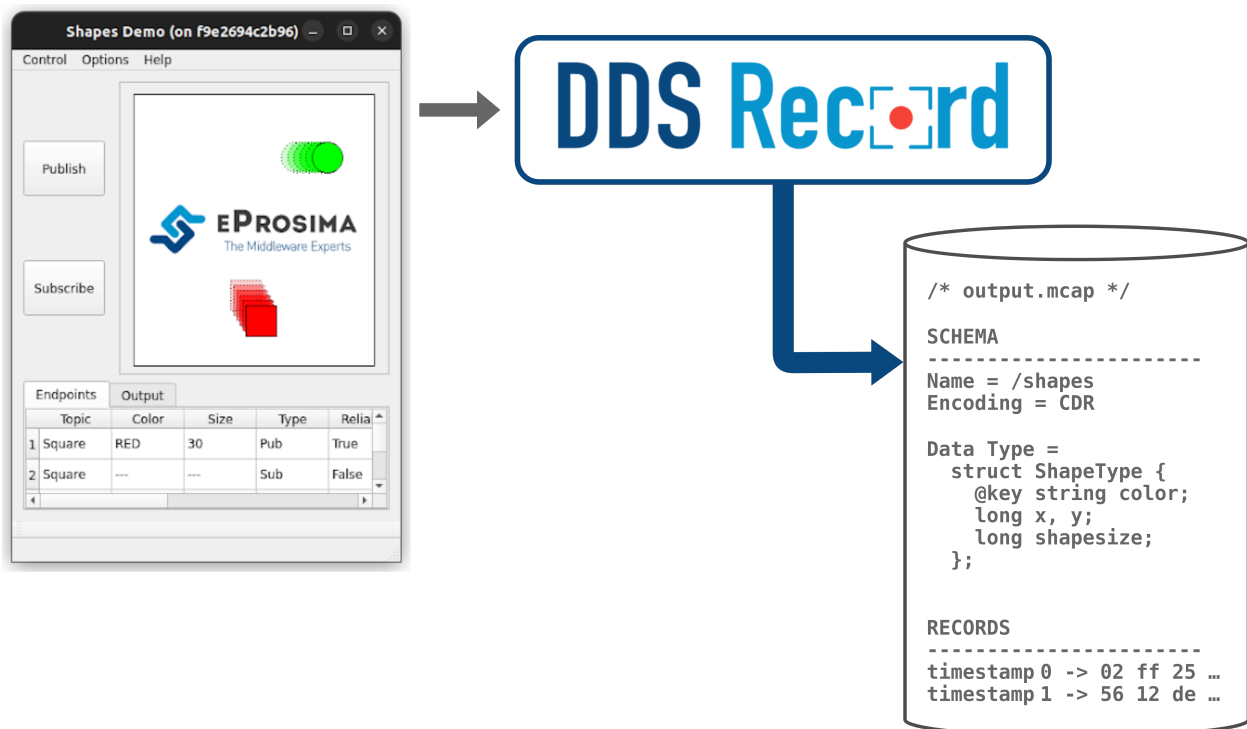 Shapes Demo (on f9e2694c2b96)
Control Options Help
Publish
Subscribe
eProsima
The Middleware Experts
Endpoints Output
Topic Color Size Type Relia
1 Square RED 30 Pub True
2 Square --- --- Sub False
DDS Record
/* output.mcap */
SCHEMA
-----------------------
Name = /shapes
Encoding = CDR
Data Type =
struct ShapeType {
@key string color;
long x, y;
long shapesize;
};
RECORDS
-----------------------
timestamp 0 -> 02 ff 25 …
timestamp 1 -> 56 12 de …